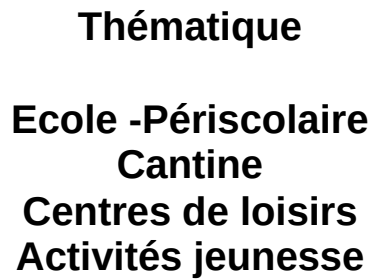 Thématique
Ecole -Périscolaire
Cantine
Centres de loisirs
Activités jeunesse